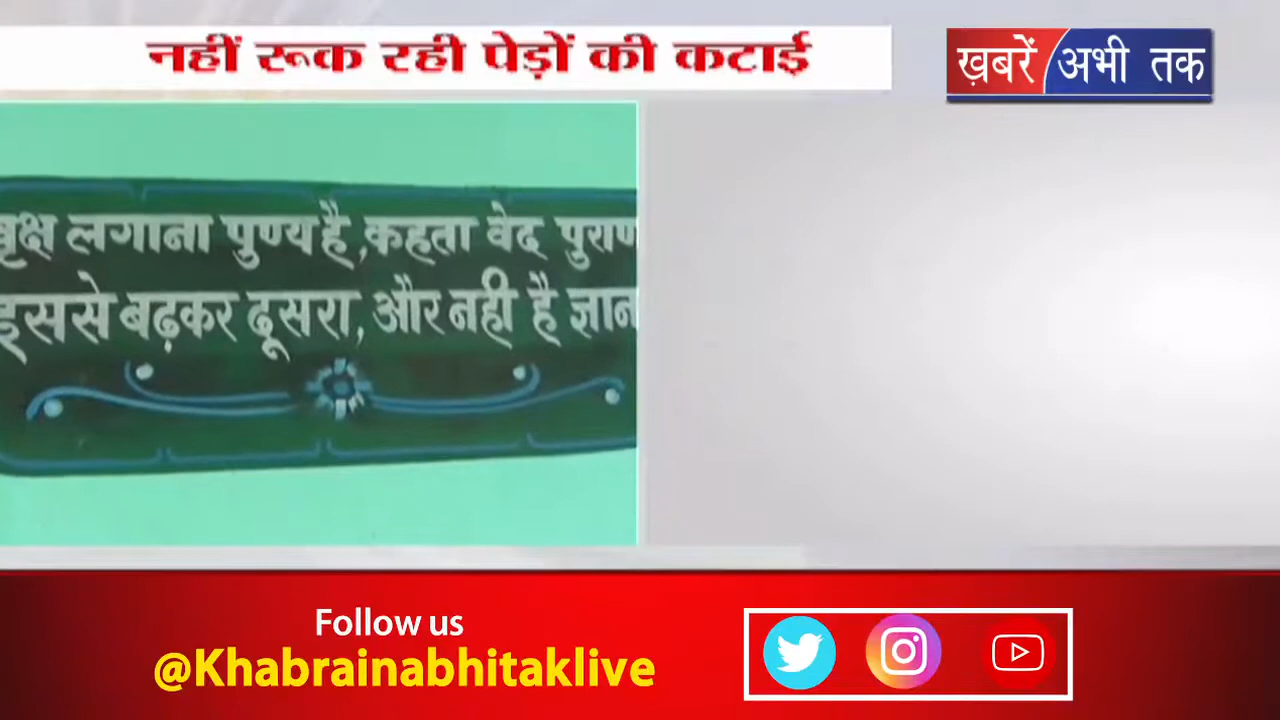 नहीं रूक रही पेड़ों की कटाई
ख़बरें अभी तक
वृक्ष लगाना पुण्य है,कहता वेद पुराण
इससे बढ़कर दूसरा, और नही है ज्ञान
Follow us
@Khabrainabhitaklive